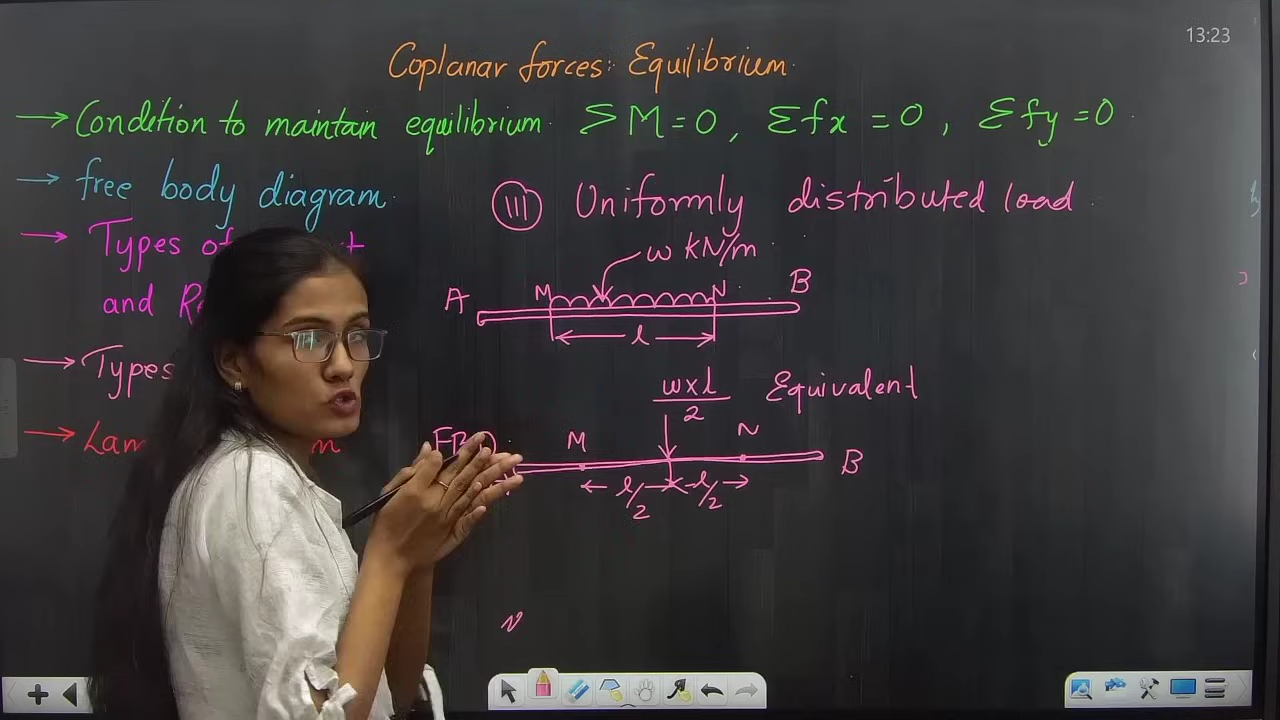 13:23
Coplanar forces: Equilibrium
→ Condition to maintain equilibrium. ΣM=0, Σfx=0, Σfy=0
→ free body diagram.
(III) Uniformly distributed load
→ Types of
w kN/m
and
A M N B
l
→ Types
w×l/2 Equivalent
→
M N
B
l/2 l/2